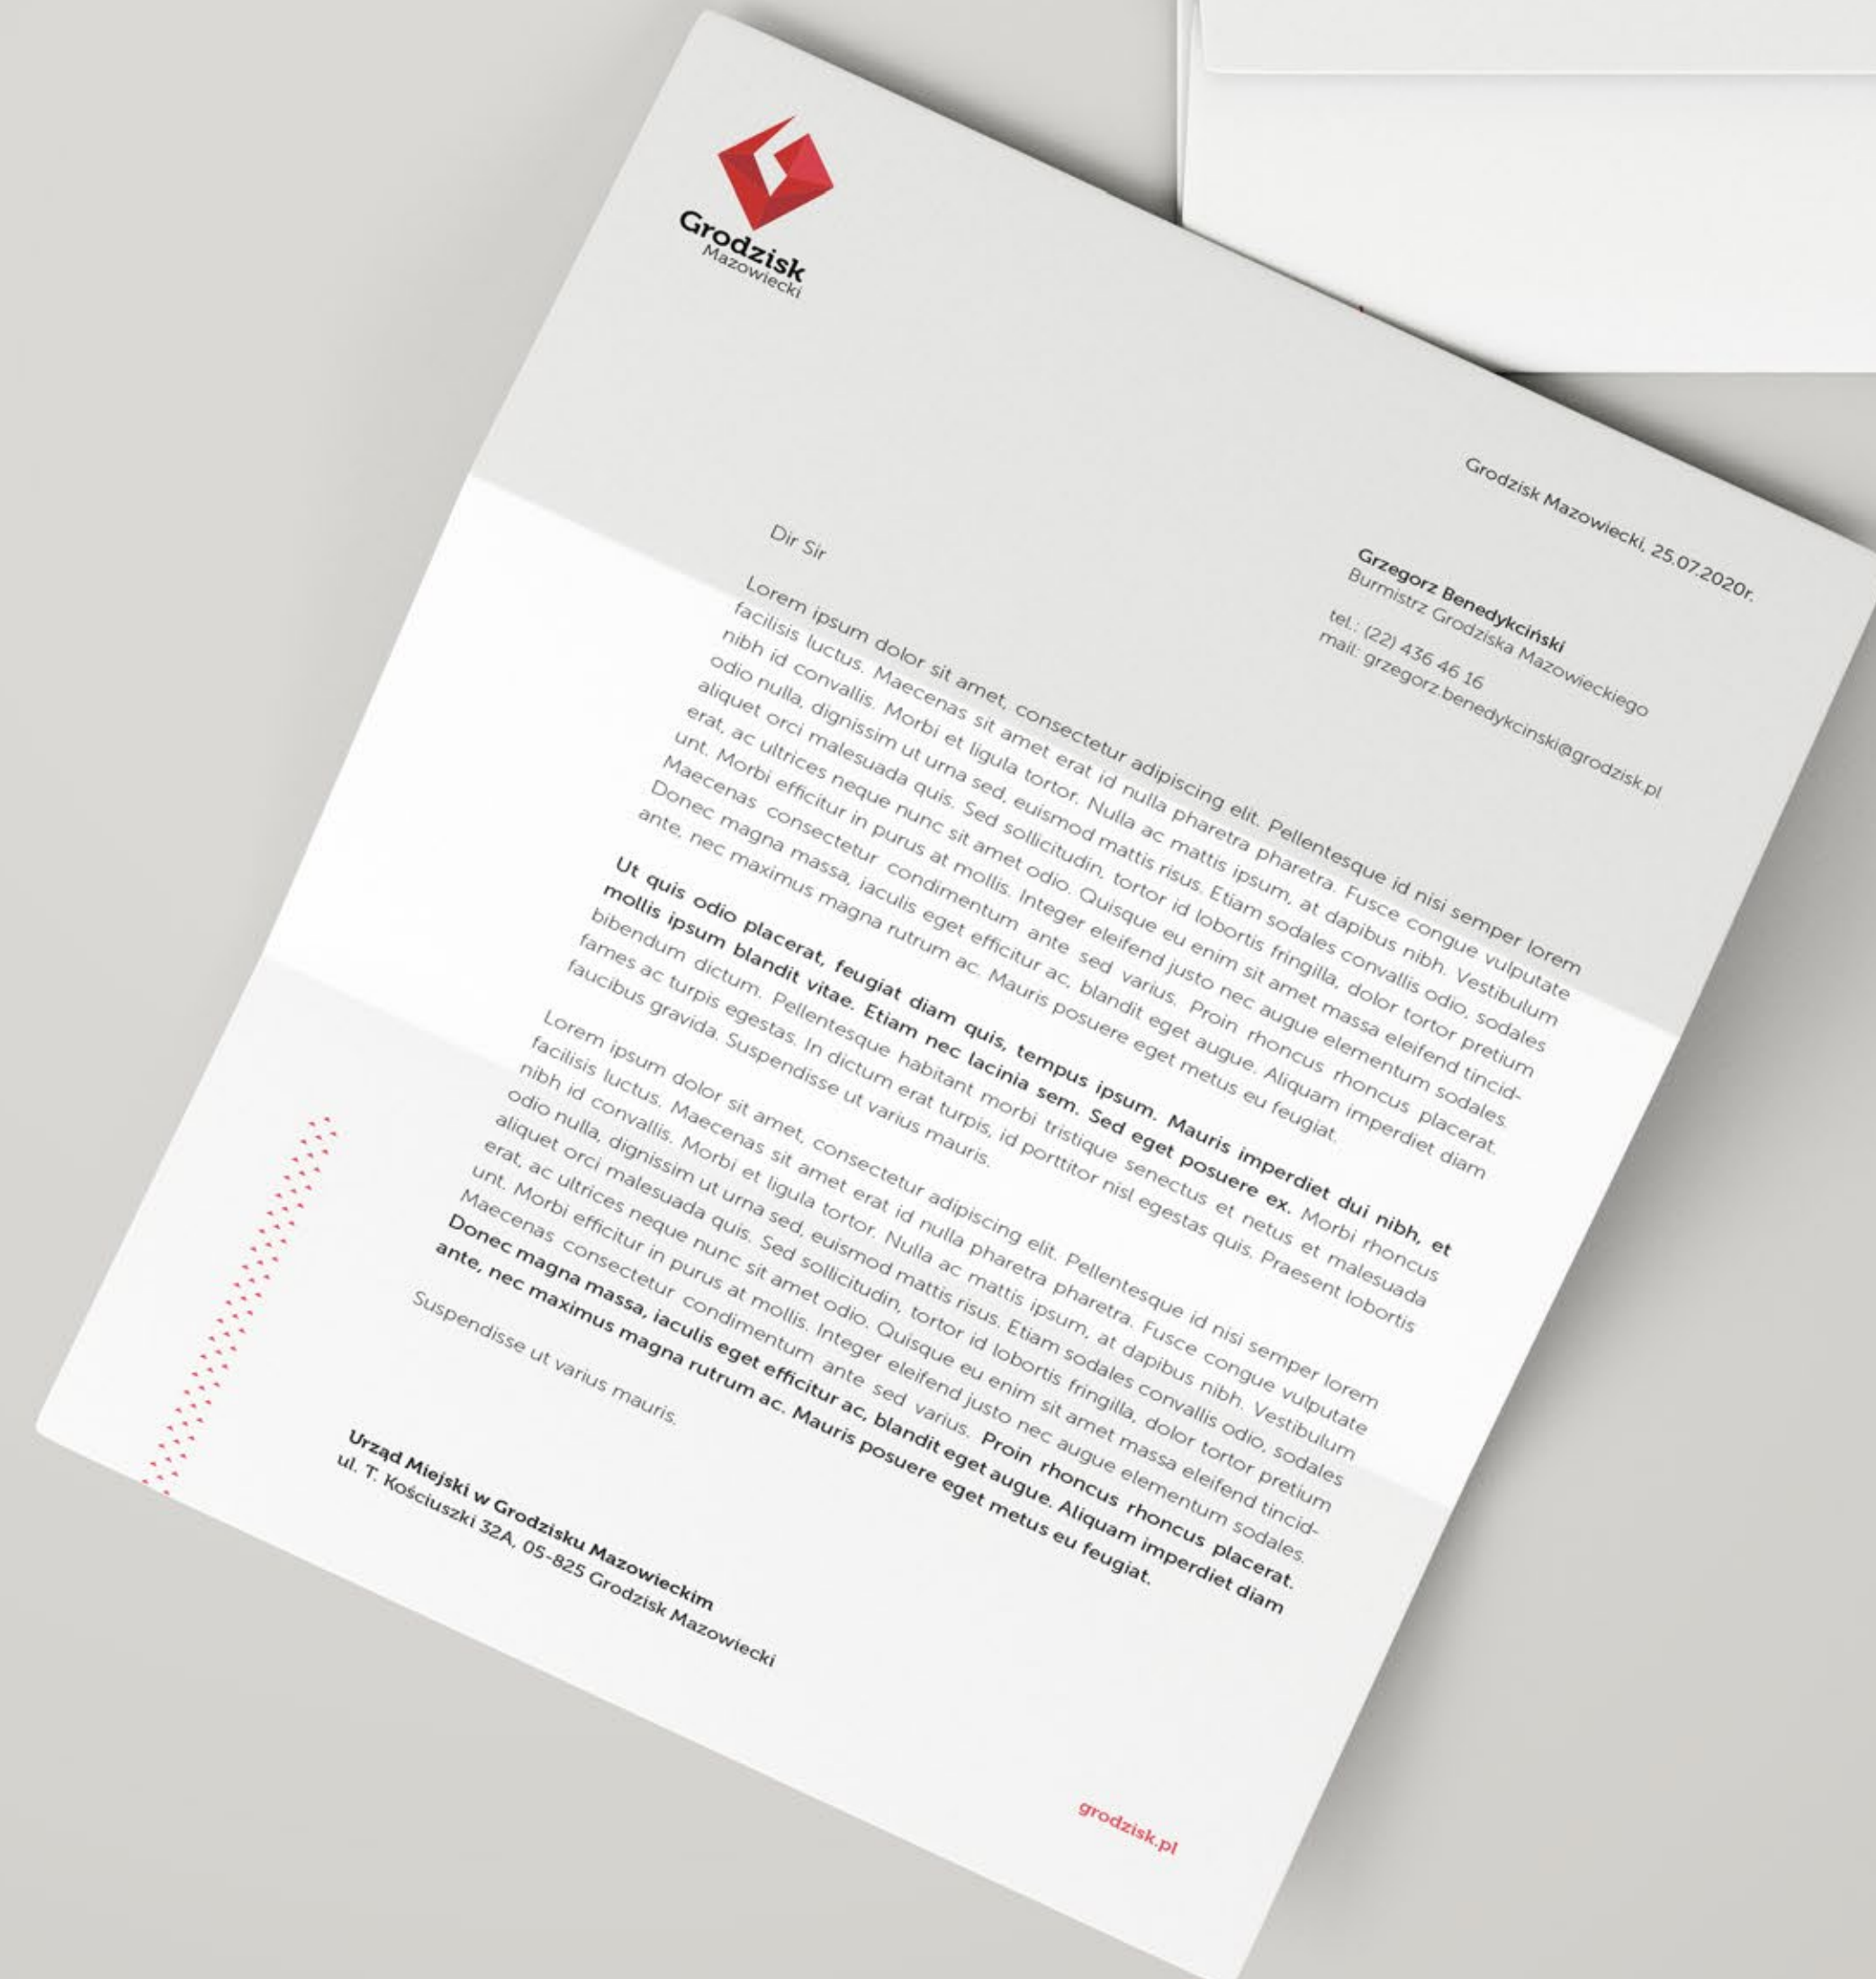 Grodzisk
Mazowiecki
Grodzisk Mazowiecki, 25.07.2020r.
Grzegorz Benedykciński
Burmistrz Grodziska Mazowieckiego
tel.: (22) 436 46 16
mail: grzegorz.benedykcinski@grodzisk.pl
Dir Sir
Lorem ipsum dolor sit amet, consectetur adipiscing elit. Pellentesque id nisi semper lorem
facilisis luctus. Maecenas sit amet erat id nulla pharetra pharetra. Fusce congue vulputate
nibh id convallis. Morbi et ligula tortor. Nulla ac mattis ipsum, at dapibus nibh. Vestibulum
odio nulla, dignissim ut urna sed, euismod mattis risus. Etiam sodales convallis odio, sodales
aliquet orci malesuada quis. Sed sollicitudin, tortor id lobortis fringilla, dolor tortor pretium
erat, ac ultrices neque nunc sit amet odio. Quisque eu enim sit amet massa eleifend tincid-
unt. Morbi efficitur in purus at mollis. Integer eleifend justo nec augue elementum sodales.
Maecenas consectetur condimentum ante sed varius. Proin rhoncus rhoncus placerat.
Donec magna massa, iaculis eget efficitur ac, blandit eget augue. Aliquam imperdiet diam
ante, nec maximus magna rutrum ac. Mauris posuere eget metus eu feugiat.
Ut quis odio placerat, feugiat diam quis, tempus ipsum. Mauris imperdiet dui nibh, et
mollis ipsum blandit vitae. Etiam nec lacinia sem. Sed eget posuere ex. Morbi rhoncus
bibendum dictum. Pellentesque habitant morbi tristique senectus et netus et malesuada
fames ac turpis egestas. In dictum erat turpis, id porttitor nisl egestas quis. Praesent lobortis
faucibus gravida. Suspendisse ut varius mauris.
Lorem ipsum dolor sit amet, consectetur adipiscing elit. Pellentesque id nisi semper lorem
facilisis luctus. Maecenas sit amet erat id nulla pharetra pharetra. Fusce congue vulputate
nibh id convallis. Morbi et ligula tortor. Nulla ac mattis ipsum, at dapibus nibh. Vestibulum
odio nulla, dignissim ut urna sed, euismod mattis risus. Etiam sodales convallis odio, sodales
aliquet orci malesuada quis. Sed sollicitudin, tortor id lobortis fringilla, dolor tortor pretium
erat, ac ultrices neque nunc sit amet odio. Quisque eu enim sit amet massa eleifend tincid-
unt. Morbi efficitur in purus at mollis. Integer eleifend justo nec augue elementum sodales.
Maecenas consectetur condimentum ante sed varius. Proin rhoncus rhoncus placerat.
Donec magna massa, iaculis eget efficitur ac, blandit eget augue. Aliquam imperdiet diam
ante, nec maximus magna rutrum ac. Mauris posuere eget metus eu feugiat.
Suspendisse ut varius mauris.
Urząd Miejski w Grodzisku Mazowieckim
ul. T. Kościuszki 32A, 05-825 Grodzisk Mazowiecki
grodzisk.pl